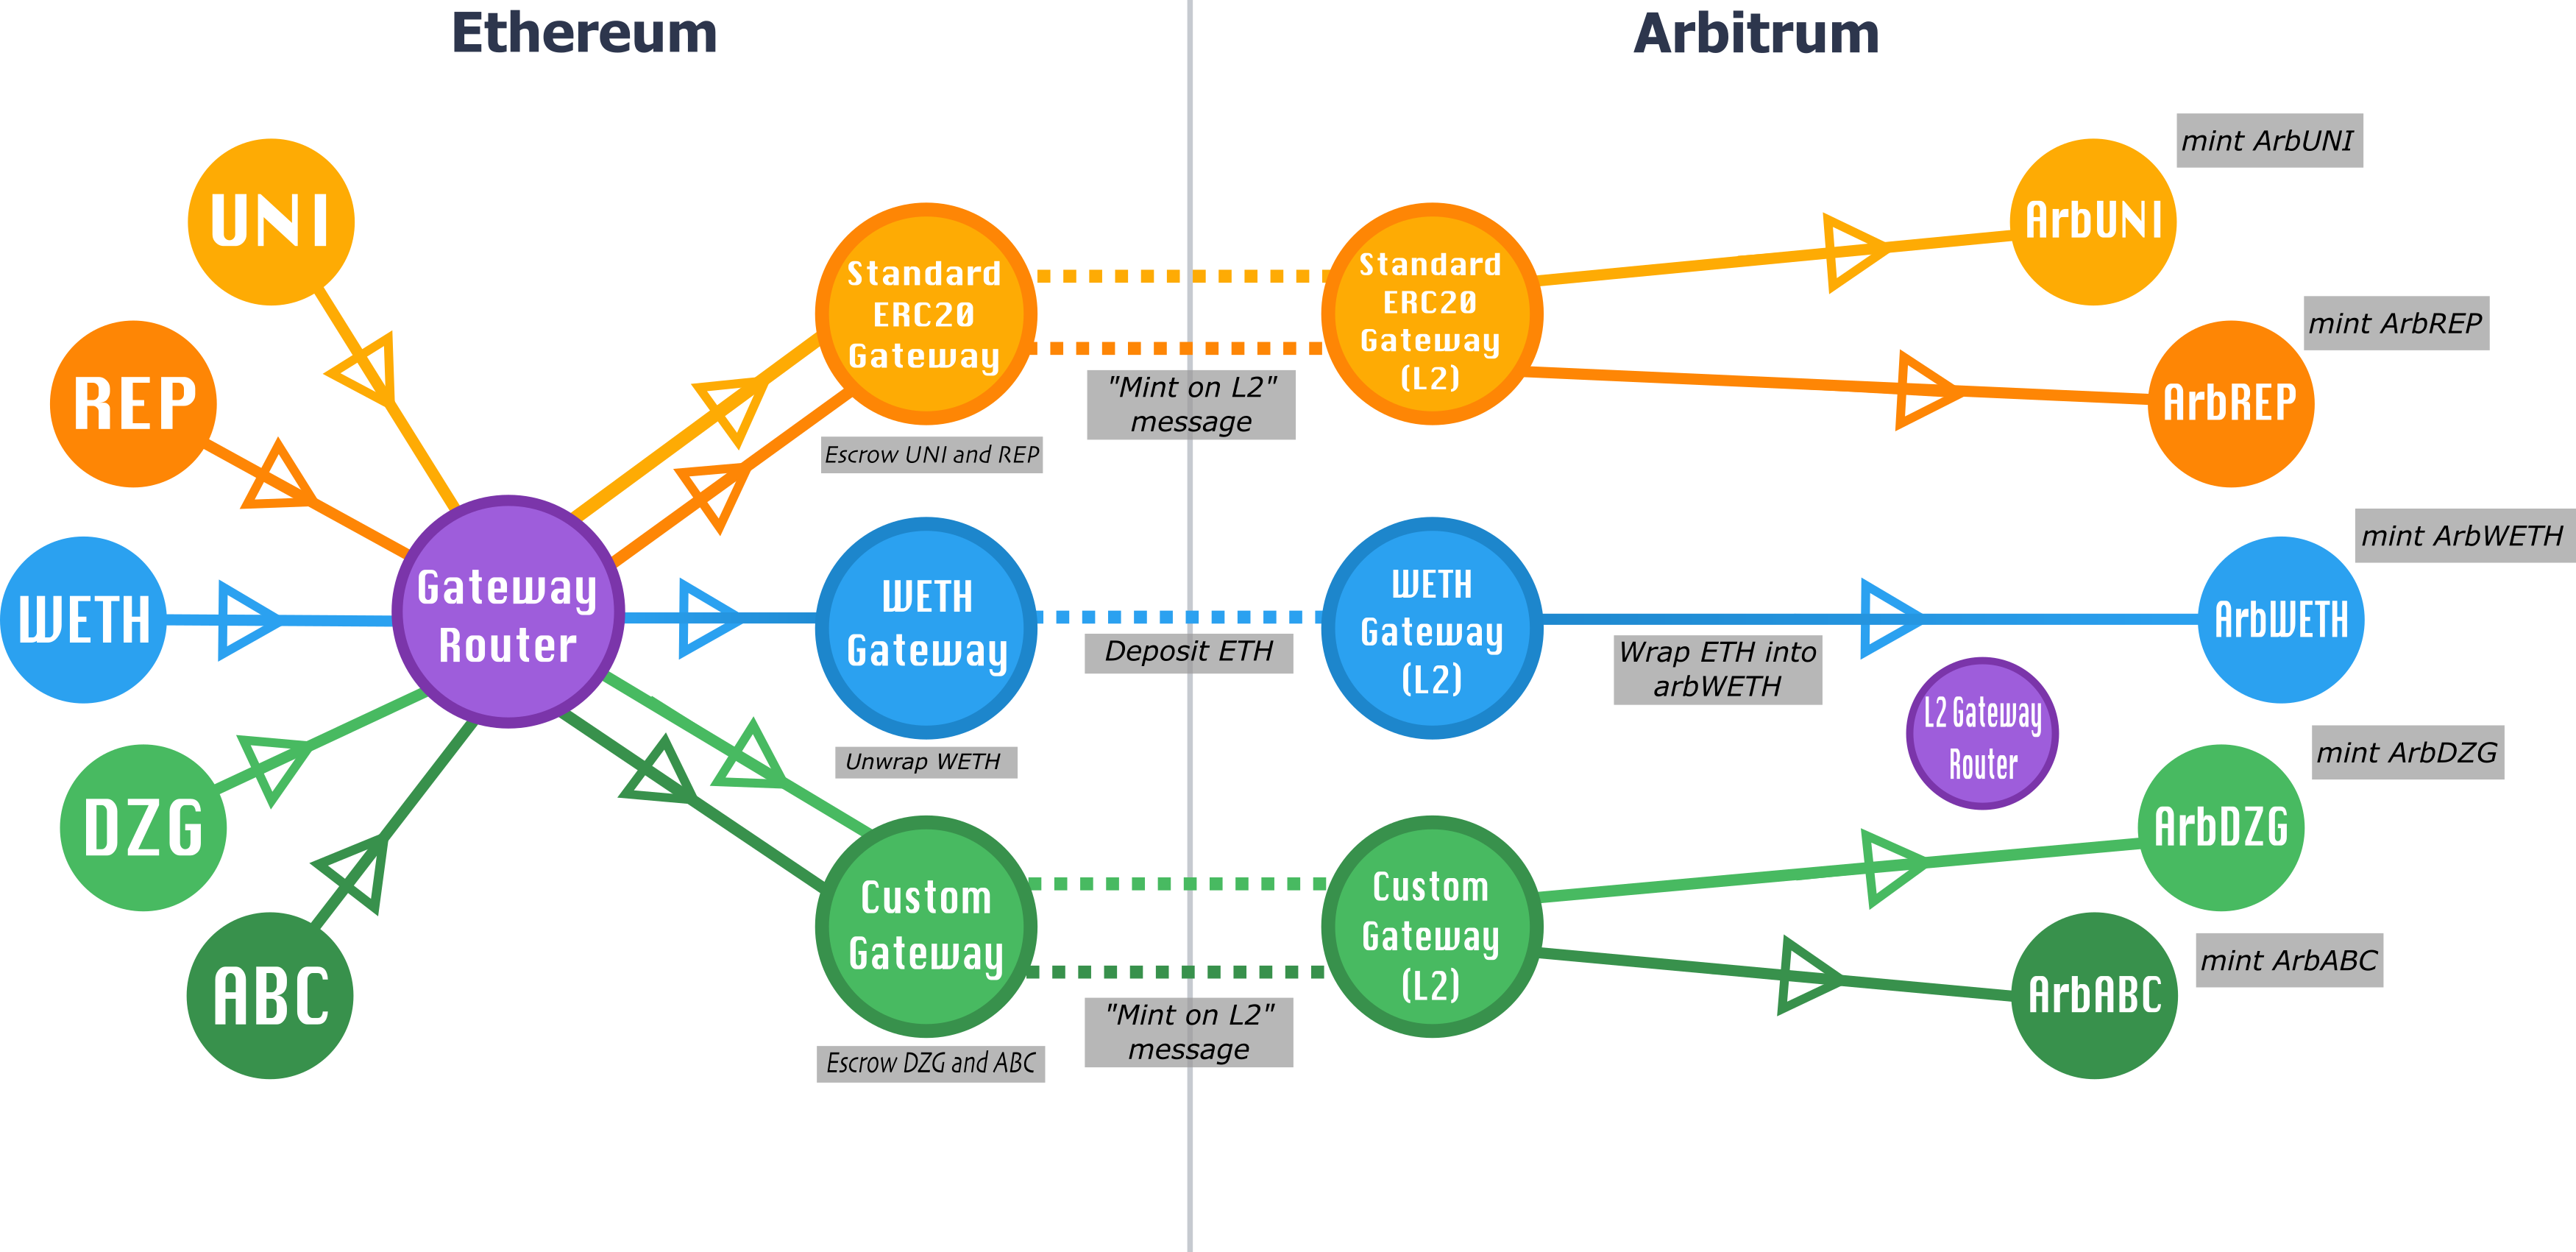 Ethereum
Arbitrum
UNI
REP
WETH
DZG
ABC
Gateway
Router
Standard
ERC20
Gateway
Escrow UNI and REP
WETH
Gateway
Unwrap WETH
Custom
Gateway
Escrow DZG and ABC
"Mint on L2"
message
Deposit ETH
"Mint on L2"
message
Standard
ERC20
Gateway
(L2)
WETH
Gateway
(L2)
Custom
Gateway
(L2)
Wrap ETH into
arbWETH
L2 Gateway
Router
mint ArbUNI
ArbUNI
mint ArbREP
ArbREP
mint ArbWETH
ArbWETH
mint ArbDZG
ArbDZG
mint ArbABC
ArbABC